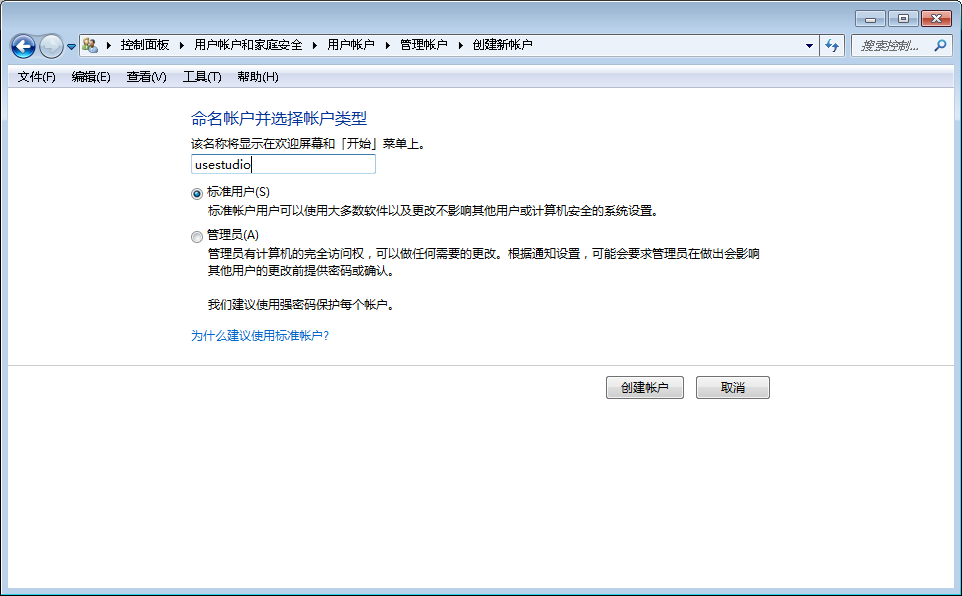 控制面板 用户帐户和家庭安全 用户帐户 管理帐户 创建新帐户 搜索控制...
文件(F) 编辑(E) 查看(V) 工具(T) 帮助(H)
命名帐户并选择帐户类型
该名称将显示在欢迎屏幕和「开始」菜单上。
usestudio
标准用户(S)
标准帐户用户可以使用大多数软件以及更改不影响其他用户或计算机安全的系统设置。
管理员(A)
管理员有计算机的完全访问权，可以做任何需要的更改。根据通知设置，可能会要求管理员在做出会影响
其他用户的更改前提供密码或确认。
我们建议使用强密码保护每个帐户。
为什么建议使用标准帐户?
创建帐户 取消